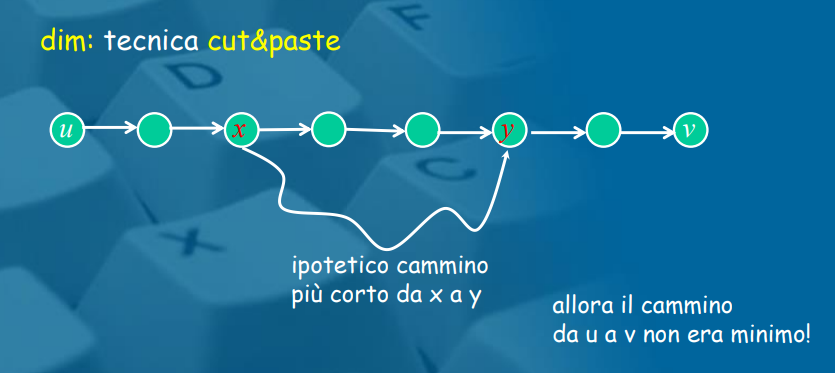 dim: tecnica cut&paste
u x y v
ipotetico cammino
più corto da x a y
allora il cammino
da u a v non era minimo!
D
F
C
X